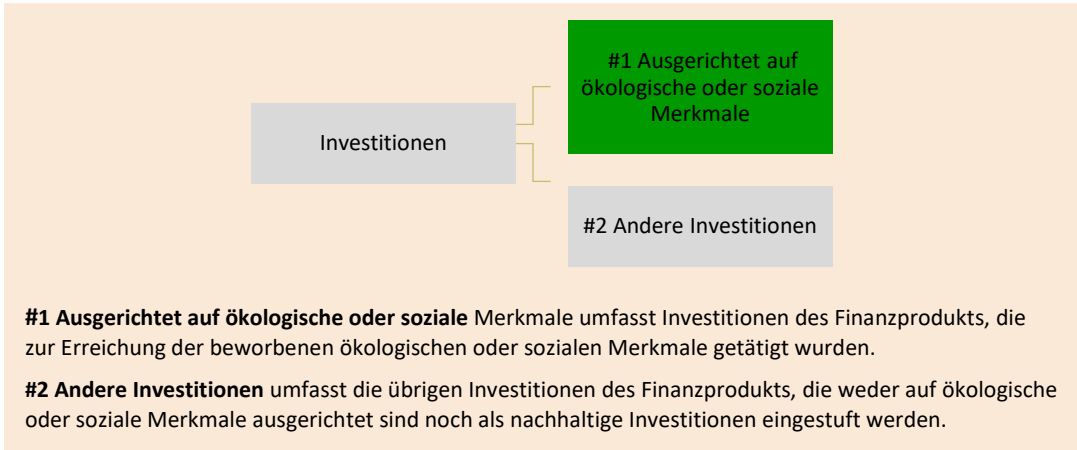 #1 Ausgerichtet auf
ökologische oder soziale
Merkmale
Investitionen
#2 Andere Investitionen
#1 Ausgerichtet auf ökologische oder soziale Merkmale umfasst Investitionen des Finanzprodukts, die
zur Erreichung der beworbenen ökologischen oder sozialen Merkmale getätigt wurden.
#2 Andere Investitionen umfasst die übrigen Investitionen des Finanzprodukts, die weder auf ökologische
oder soziale Merkmale ausgerichtet sind noch als nachhaltige Investitionen eingestuft werden.